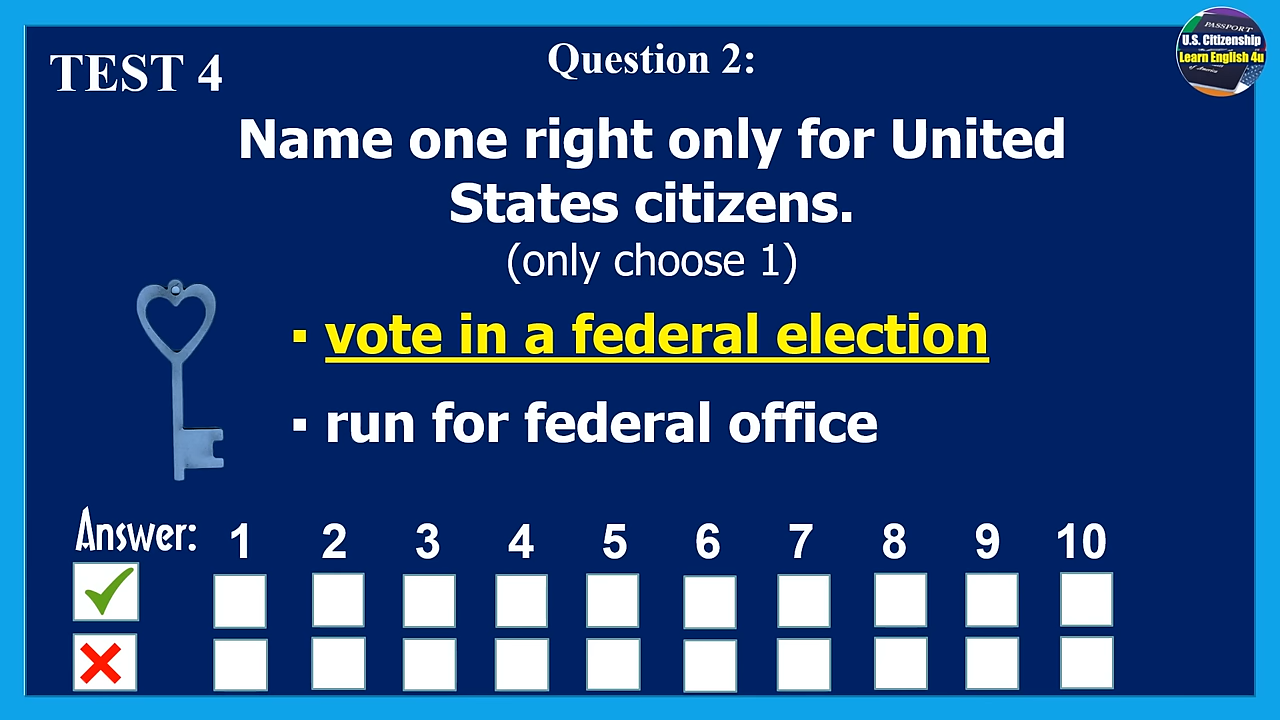 TEST 4
Question 2:
PASSPORT
U.S. Citizenship
Learn English 4u
of America
Name one right only for United
States citizens.
(only choose 1)
▪ vote in a federal election
▪ run for federal office
Answer: 1 2 3 4 5 6 7 8 9 10